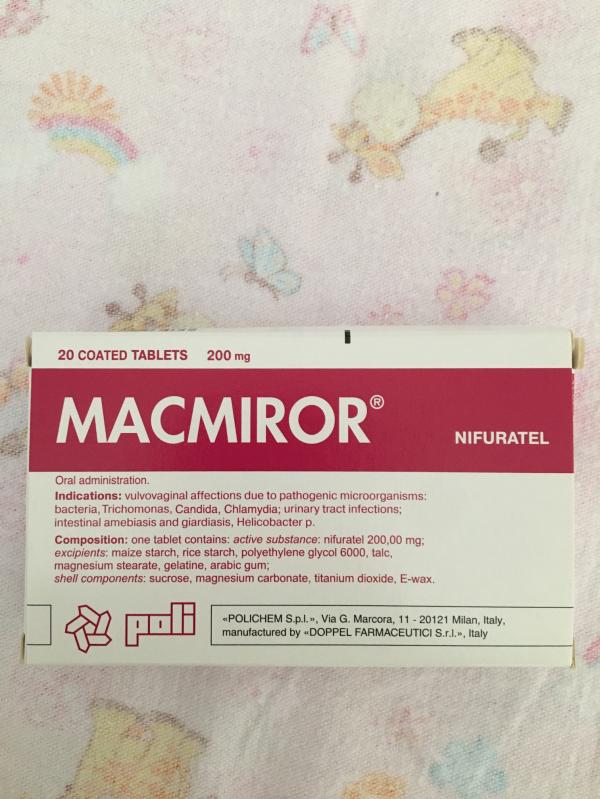 20 COATED TABLETS 200 mg
MACMIROR®
NIFURATEL
Oral administration.
Indications: vulvovaginal affections due to pathogenic microorganisms:
bacteria, Trichomonas, Candida, Chlamydia; urinary tract infections;
intestinal amebiasis and giardiasis, Helicobacter p.
Composition: one tablet contains: active substance: nifuratel 200,00 mg;
excipients: maize starch, rice starch, polyethylene glycol 6000, talc,
magnesium stearate, gelatine, arabic gum;
shell components: sucrose, magnesium carbonate, titanium dioxide, E-wax.
poli
«POLICHEM S.p.l.», Via G. Marcora, 11 - 20121 Milan, Italy,
manufactured by «DOPPEL FARMACEUTICI S.r.l.», Italy